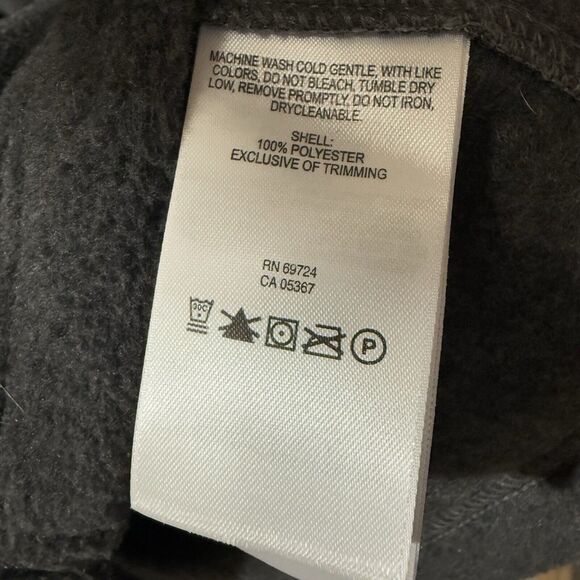 MACHINE WASH COLD GENTLE, WITH LIKE
COLORS, DO NOT BLEACH, TUMBLE DRY
LOW, REMOVE PROMPTLY. DO NOT IRON,
DRYCLEANABLE.
SHELL:
100% POLYESTER
EXCLUSIVE OF TRIMMING
RN 69724
CA 05367
30C
P